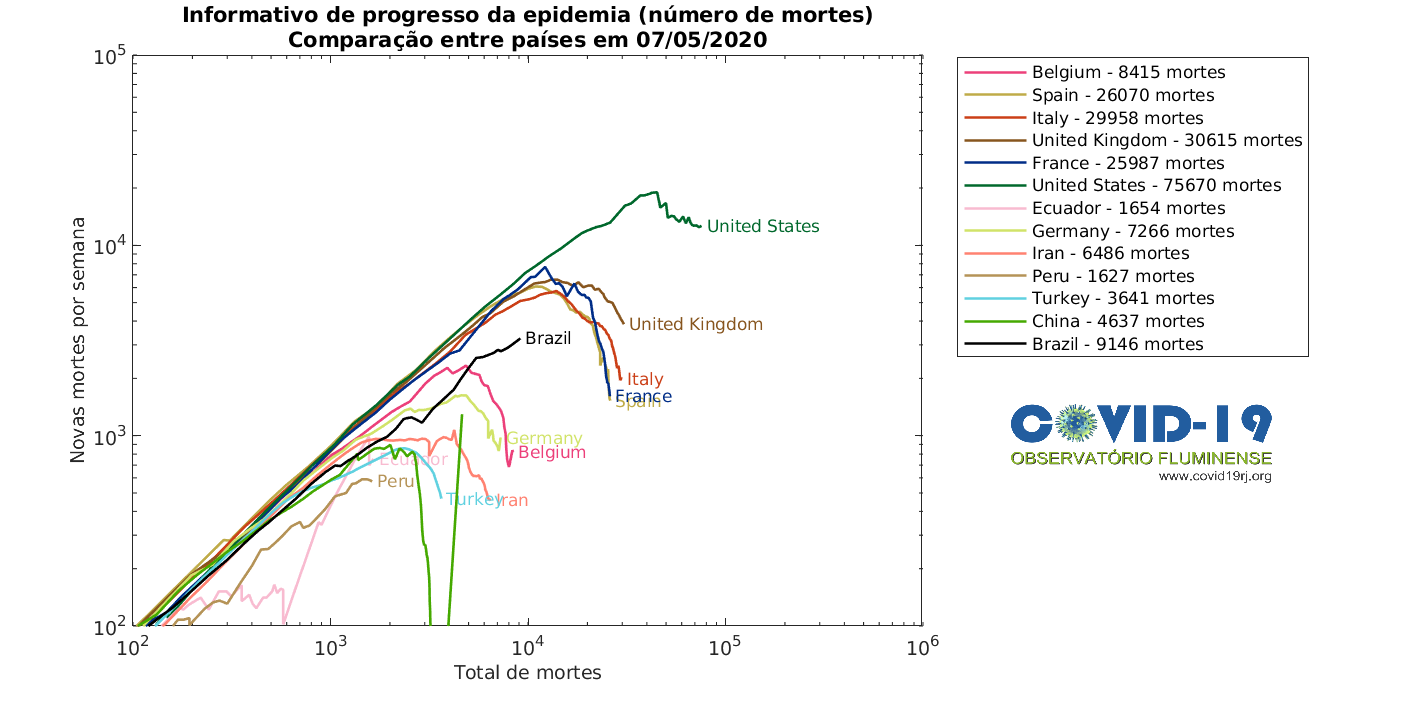 Informativo de progresso da epidemia (número de mortes)
Comparação entre países em 07/05/2020
10^5
10^4
10^3
10^2
Novas mortes por semana
10^2
10^3
10^4
10^5
10^6
Total de mortes
United States
United Kingdom
Brazil
Italy
France
Spain
Germany
Belgium
Ecuador
Peru
Turkey
Iran
Belgium - 8415 mortes
Spain - 26070 mortes
Italy - 29958 mortes
United Kingdom - 30615 mortes
France - 25987 mortes
United States - 75670 mortes
Ecuador - 1654 mortes
Germany - 7266 mortes
Iran - 6486 mortes
Peru - 1627 mortes
Turkey - 3641 mortes
China - 4637 mortes
Brazil - 9146 mortes
COVID-19
OBSERVATÓRIO FLUMINENSE
www.covid19rj.org